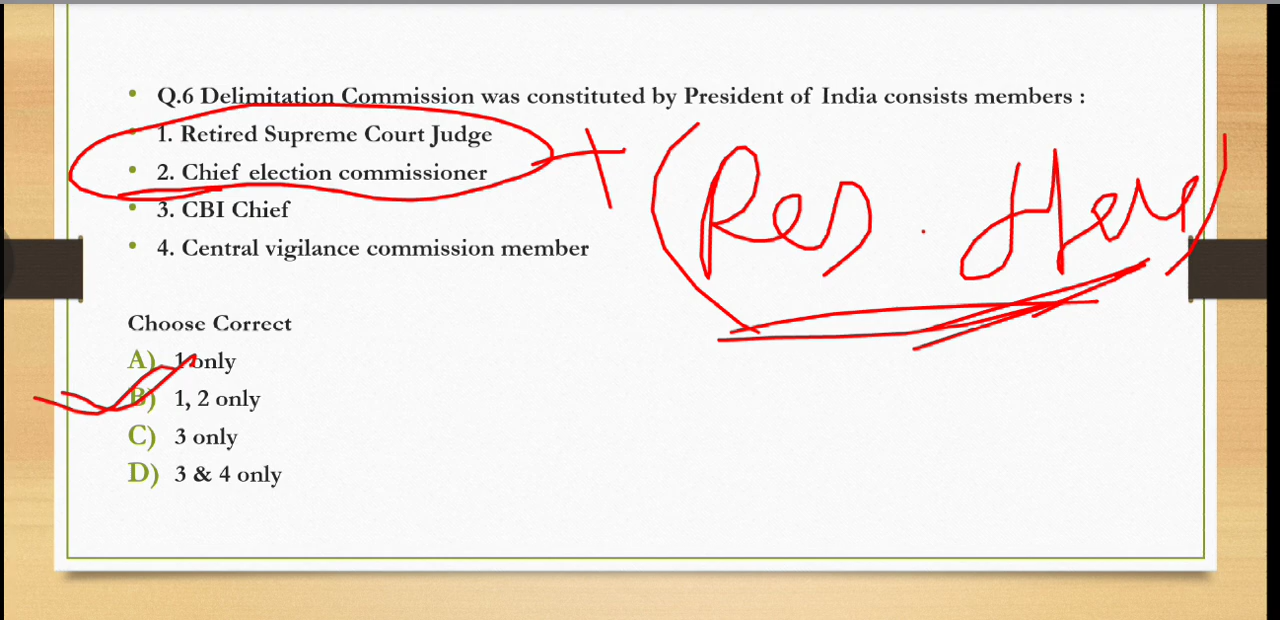 • Q.6 Delimitation Commission was constituted by President of India consists members :
• 1. Retired Supreme Court Judge
• 2. Chief election commissioner
• 3. CBI Chief
• 4. Central vigilance commission member
Choose Correct
A) 1 only
B) 1, 2 only
C) 3 only
D) 3 & 4 only